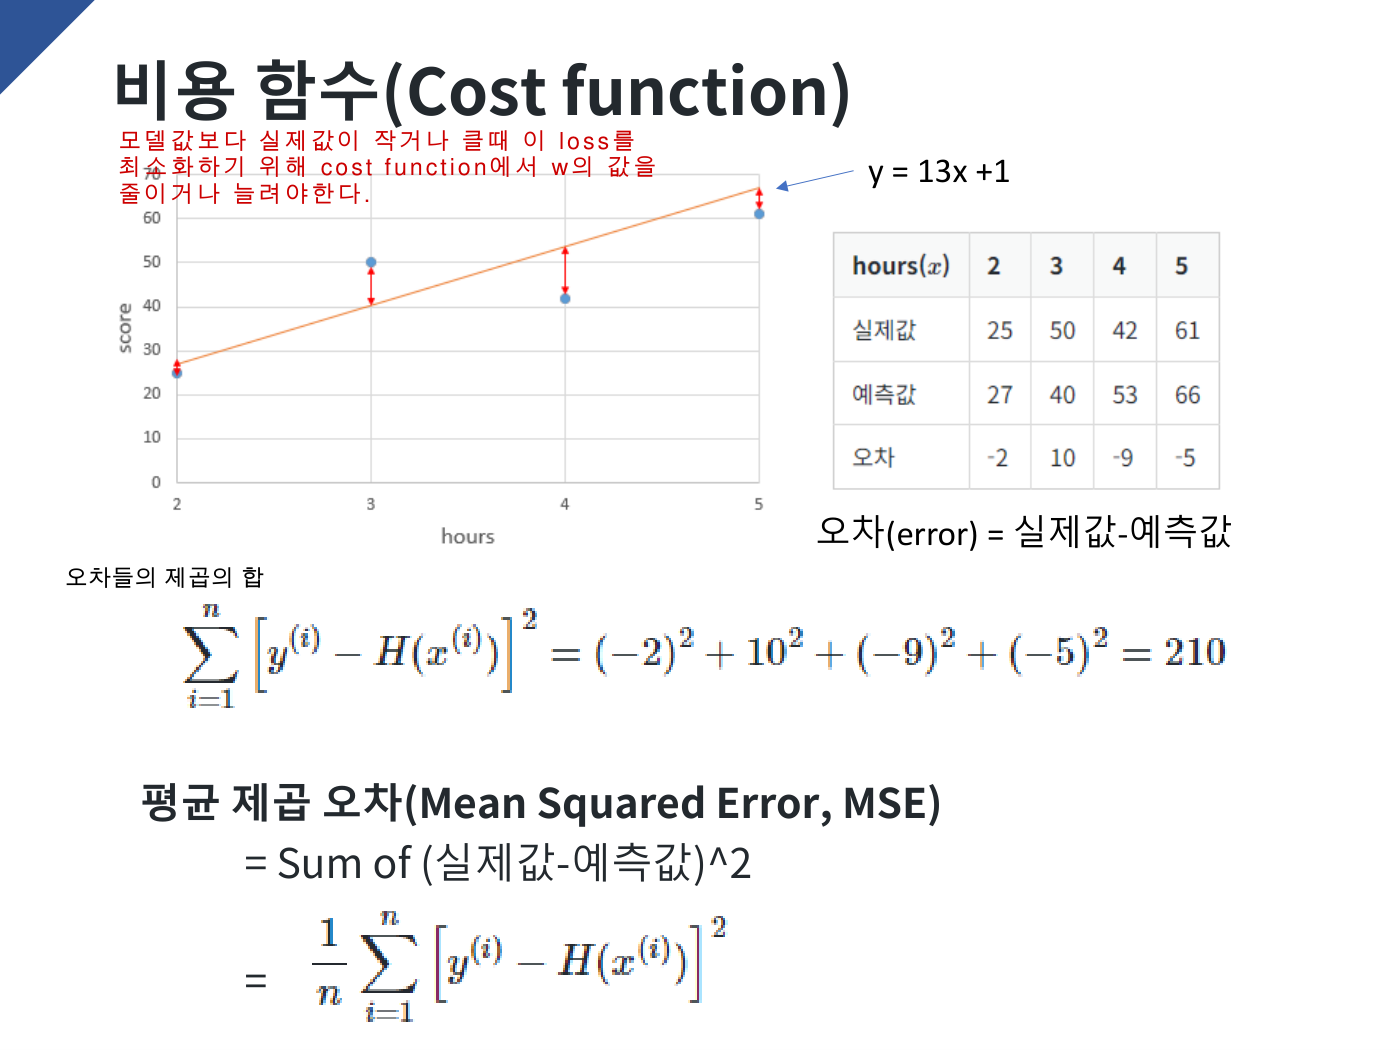 비용 함수(Cost function)
모델값보다 실제값이 작거나 클때 이 loss를
최소화하기 위해 cost function에서 w의 값을
줄이거나 늘려야한다.
y = 13x +1
70
60
50
40
30
20
10
0
score
2 3 4 5
hours
hours(x) 2 3 4 5
실제값 25 50 42 61
예측값 27 40 53 66
오차 -2 10 -9 -5
오차(error) = 실제값-예측값
오차들의 제곱의 합
\sum_{i=1}^{n} [y^{(i)} − H(x^{(i)})]^2 = (−2)^2 + 10^2 + (−9)^2 + (−5)^2 = 210
평균 제곱 오차(Mean Squared Error, MSE)
= Sum of (실제값-예측값)^2
= \frac{1}{n} \sum_{i=1}^{n} [y^{(i)} − H(x^{(i)})]^2